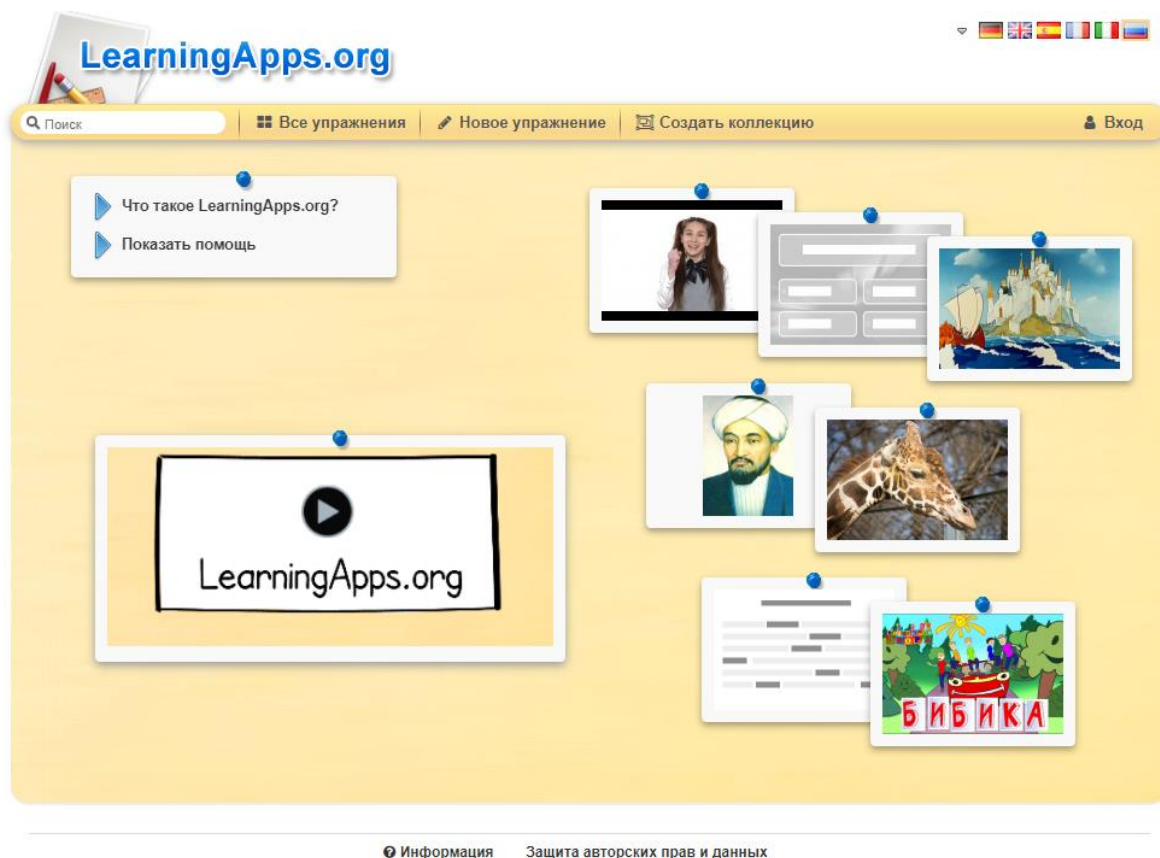 LearningApps.org
Поиск
Все упражнения
Новое упражнение
Создать коллекцию
Вход
Что такое LearningApps.org?
Показать помощь
LearningApps.org
БИБИКА
Информация
Защита авторских прав и данных